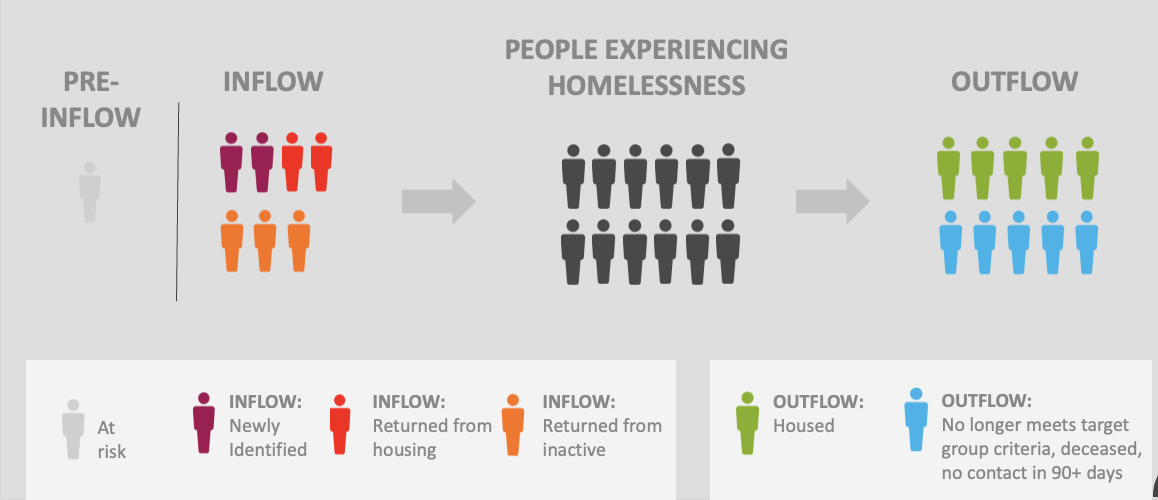 PRE-
INFLOW
INFLOW
PEOPLE EXPERIENCING
HOMELESSNESS
OUTFLOW
At
risk
INFLOW:
Newly
Identified
INFLOW:
Returned from
housing
INFLOW:
Returned from
inactive
OUTFLOW:
Housed
OUTFLOW:
No longer meets target
group criteria, deceased,
no contact in 90+ days